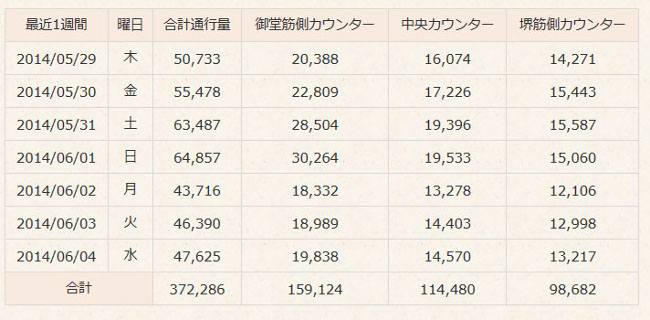 最近1週間 曜日 合計通行量 御堂筋側カウンター 中央カウンター 堺筋側カウンター
2014/05/29 木 50,733 20,388 16,074 14,271
2014/05/30 金 55,478 22,809 17,226 15,443
2014/05/31 土 63,487 28,504 19,396 15,587
2014/06/01 日 64,857 30,264 19,533 15,060
2014/06/02 月 43,716 18,332 13,278 12,106
2014/06/03 火 46,390 18,989 14,403 12,998
2014/06/04 水 47,625 19,838 14,570 13,217
合計 372,286 159,124 114,480 98,682